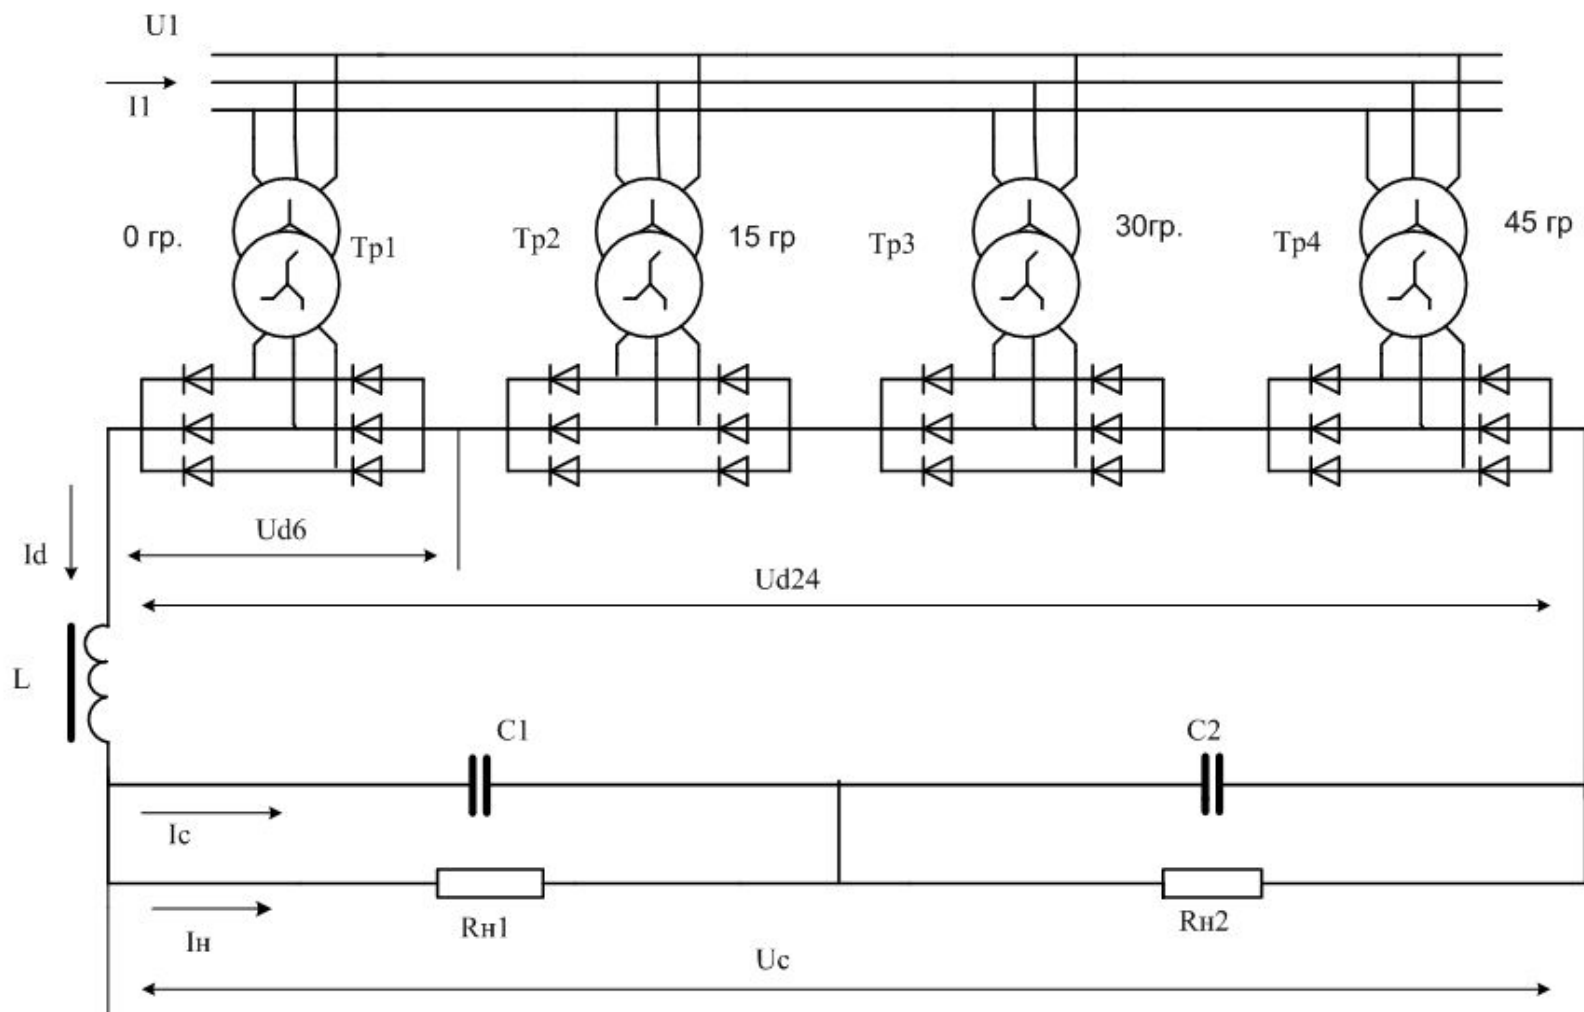 U1
I1
0 гр.
Тр1
Тр2
15 гр
Тр3
30гр.
Тр4
45 гр
Ud6
Id
Ud24
L
C1
C2
Ic
Rн1
Rн2
Iн
Uc